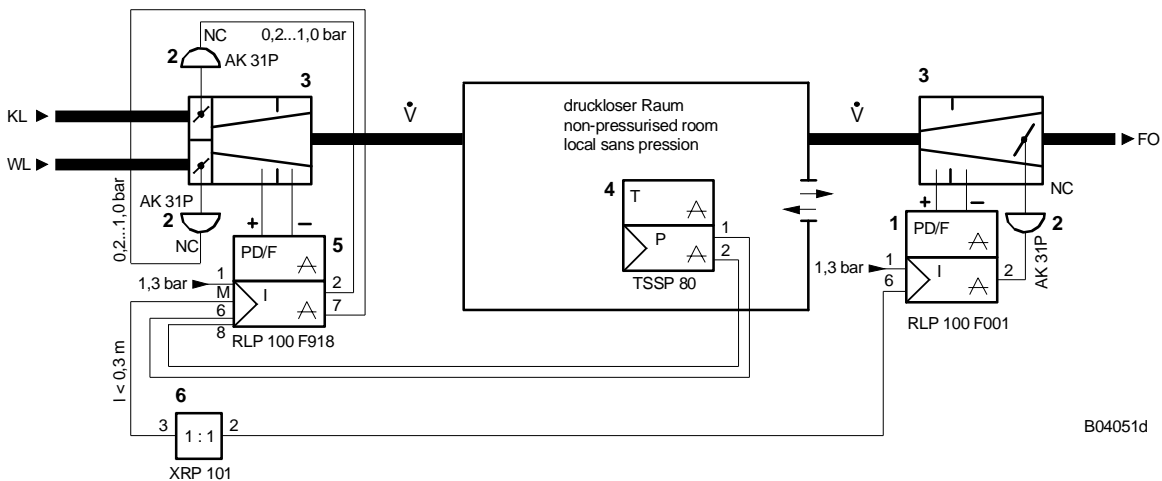 NC
0,2...1,0 bar
2
AK 31P
3
3
KL
V̇
druckloser Raum
non-pressurised room
local sans pression
V̇
FO
WL
AK 31P
2
NC
0,2...1,0 bar
+
−
5
PD/F
1,3 bar
1
M
I
6
8
2
7
RLP 100 F918
4
T
P
1
2
TSSP 80
NC
+
−
1
PD/F
2
AK 31P
1,3 bar
1
I
6
2
RLP 100 F001
l < 0,3 m
6
3
1 : 1
2
XRP 101
B04051d